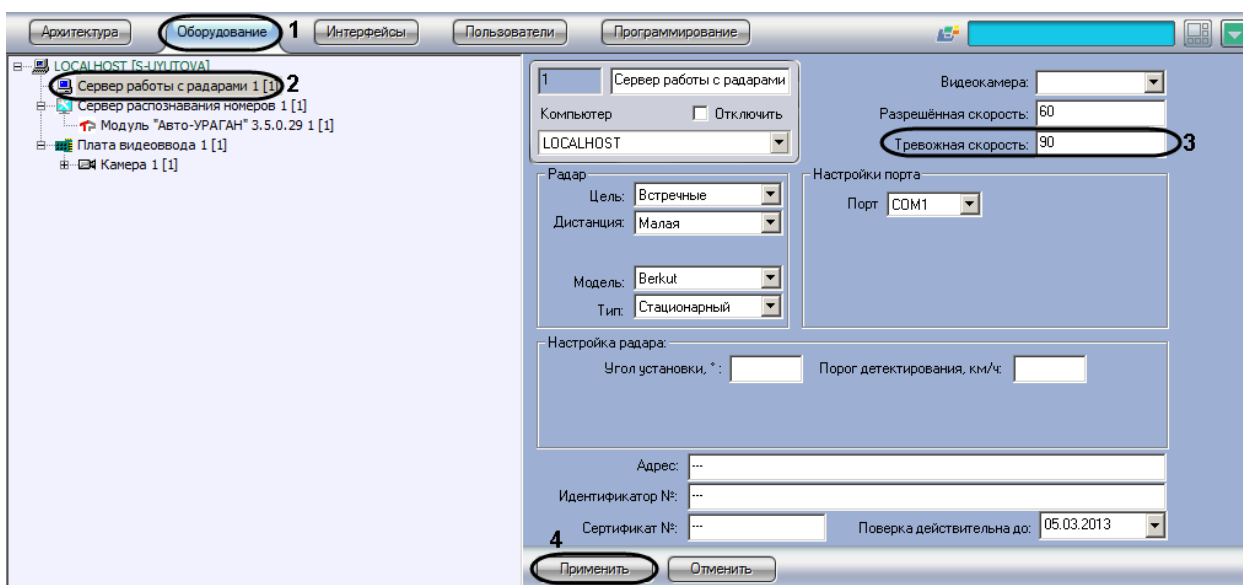 Архитектура Оборудование 1 Интерфейсы Пользователи Программирование
LOCALHOST [S-UYUTOVA]
Сервер работы с радарами 1 [1] 2
Сервер распознавания номеров 1 [1]
Модуль "Авто-УРАГАН" 3.5.0.29 1 [1]
Плата видеоввода 1 [1]
Камера 1 [1]
1 Сервер работы с радарами
Компьютер Отключить
LOCALHOST
Видеокамера:
Разрешённая скорость: 60
Тревожная скорость: 90 3
Радар
Цель: Встречные
Дистанция: Малая
Модель: Berkut
Тип: Стационарный
Настройки порта
Порт COM1
Настройка радара:
Угол установки, ° : Порог детектирования, км/ч:
Адрес: ---
Идентификатор №: ---
Сертификат №: --- Поверка действительна до: 05.03.2013
4
Применить Отменить